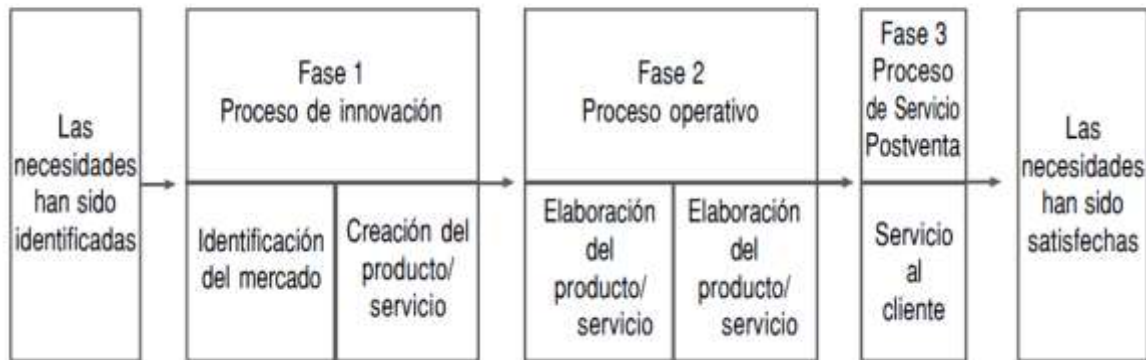 Las
necesidades
han sido
identificadas
Fase 1
Proceso de innovación
Identificación
del mercado
Creación del
producto/
servicio
Fase 2
Proceso operativo
Elaboración
del
producto/
servicio
Elaboración
del
producto/
servicio
Fase 3
Proceso
de Servicio
Postventa
Servicio
al
cliente
Las
necesidades
han sido
satisfechas